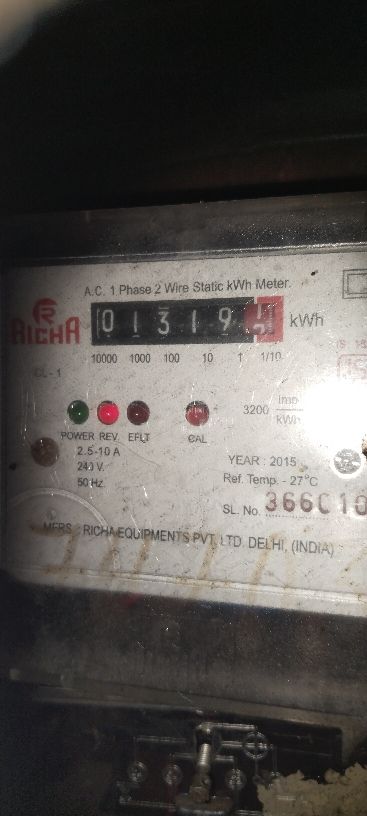 A.C. 1 Phase 2 Wire Static kWh Meter.
RICHA
01319 kWh
10000 1000 100 10 1 1/10
CL - 1
POWER REV. EFLT CAL
3200 imp/kWh
2.5-10 A
240 V.
50 Hz.
YEARː 2015
Ref. Temp. - 27°C
SL. No.
MFRS : RICHA EQUIPMENTS PVT. LTD. DELHI, (INDIA)